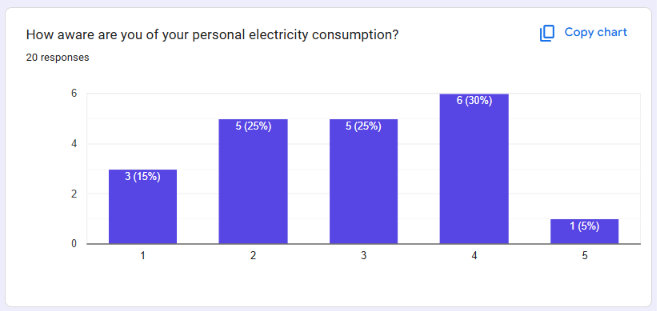 How aware are you of your personal electricity consumption?
Copy chart
20 responses
6
4
2
0
3 (15%)
5 (25%)
5 (25%)
6 (30%)
1 (5%)
1 2 3 4 5